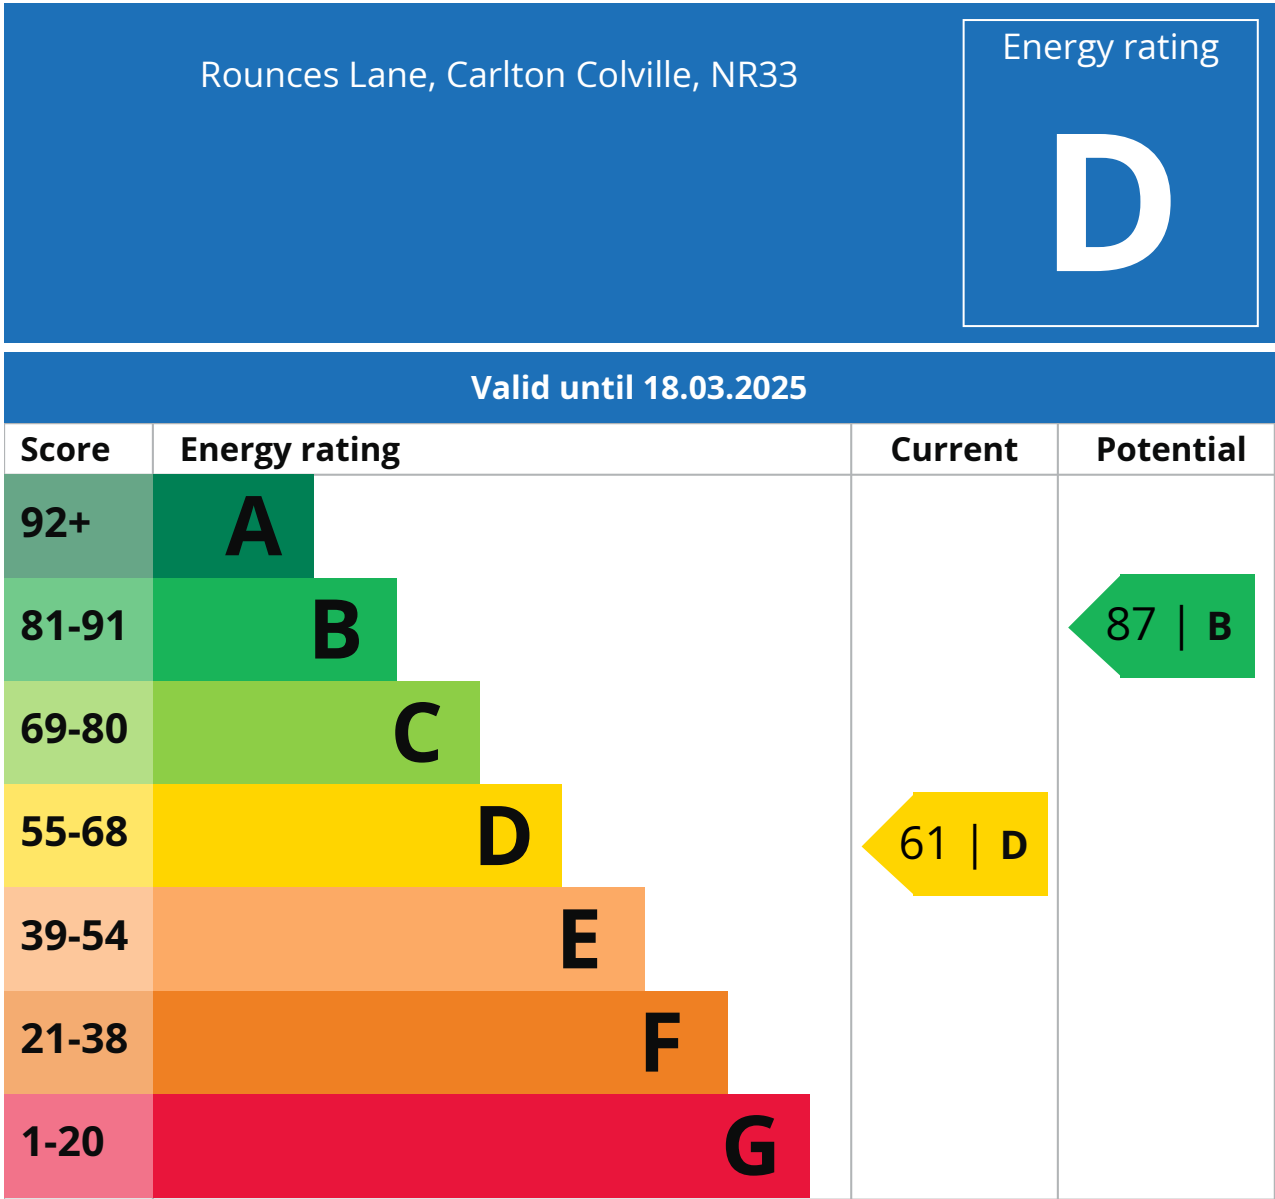 Rounces Lane, Carlton Colville, NR33
Energy rating
D
Valid until 18.03.2025
Score Energy rating Current Potential
92+ A
81-91 B 87 | B
69-80 C
55-68 D 61 | D
39-54 E
21-38 F
1-20 G